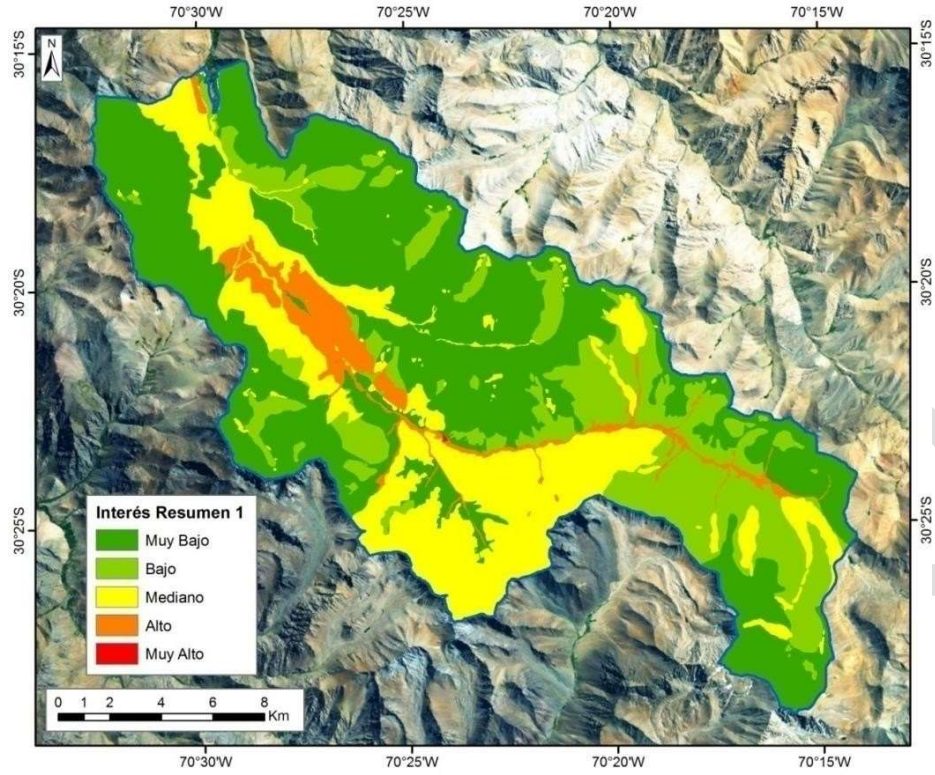 70°30'W 70°25'W 70°20'W 70°15'W
30°15'S 30°15'S
N
30°20'S 30°20'S
30°25'S 30°25'S
Interés Resumen 1
Muy Bajo
Bajo
Mediano
Alto
Muy Alto
0 1 2 4 6 8
Km
70°30'W 70°25'W 70°20'W 70°15'W